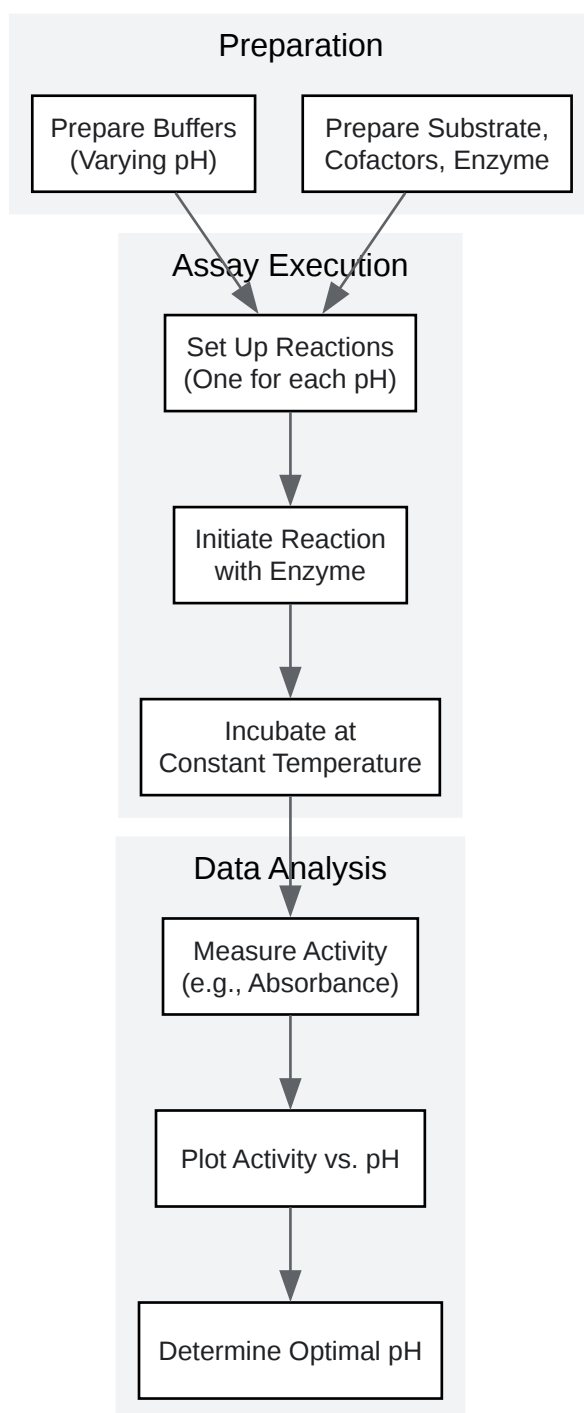 Preparation
Prepare Buffers
(Varying pH)
Prepare Substrate,
Cofactors, Enzyme
Assay Execution
Set Up Reactions
(One for each pH)
Initiate Reaction
with Enzyme
Incubate at
Constant Temperature
Data Analysis
Measure Activity
(e.g., Absorbance)
Plot Activity vs. pH
Determine Optimal pH